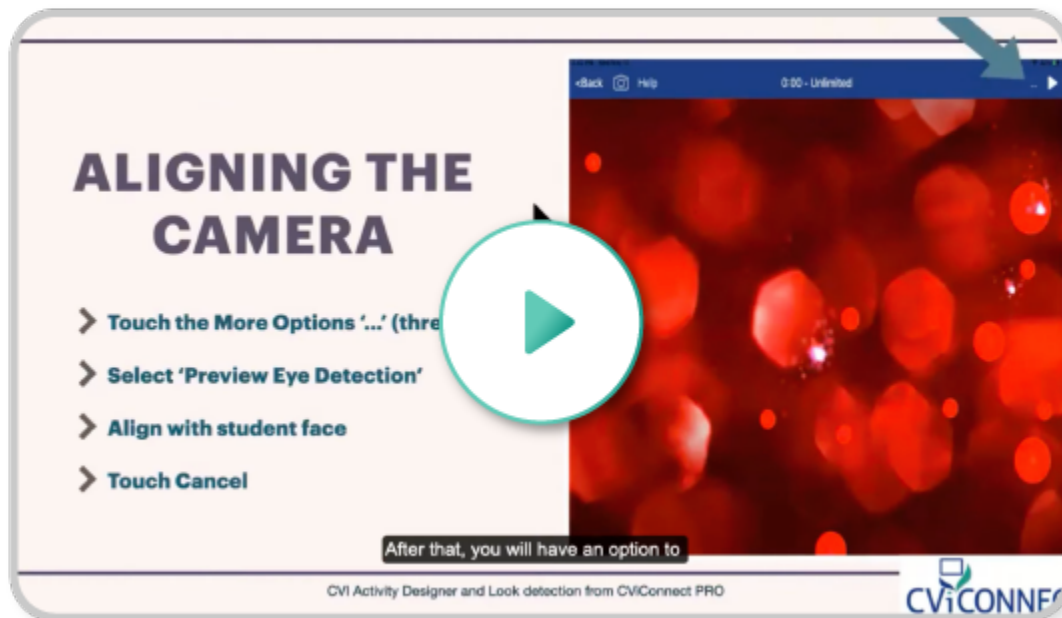 <Back Help 0:00 - Unlimited ...
ALIGNING THE
CAMERA
Touch the More Options '...' (thre
Select 'Preview Eye Detection'
Align with student face
Touch Cancel
After that, you will have an option to
CVI Activity Designer and Look detection from CViConnect PRO
CViCONNEC